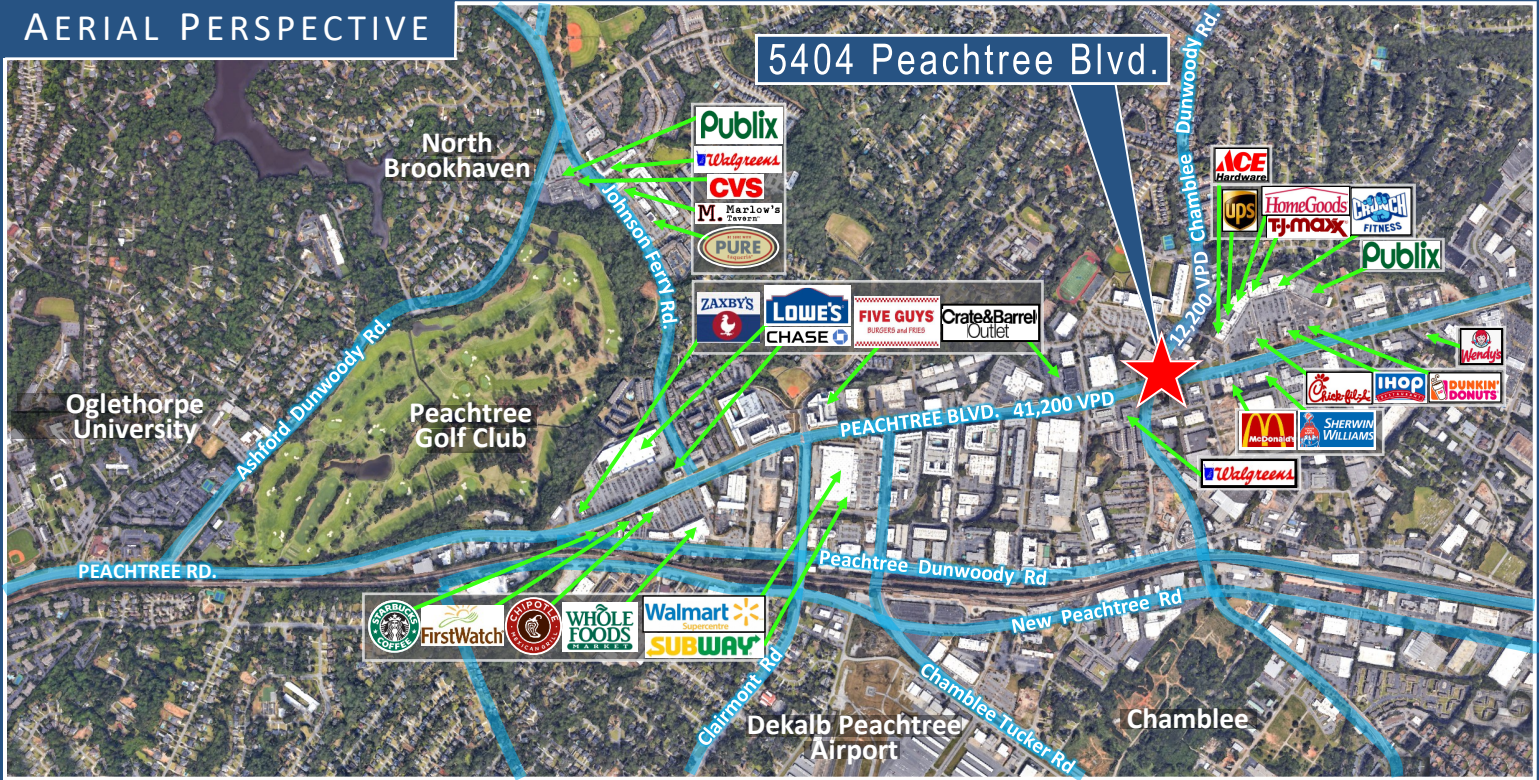 AERIAL PERSPECTIVE
5404 Peachtree Blvd.
12,200 VPD Chamblee - Dunwoody Rd.
North
Brookhaven
Publix
Walgreens
CVS
M. Marlow's
Tavern
PURE
taqueria
Johnson Ferry Rd.
ACE
Hardware
ups
HomeGoods
T·J·maxx
CRUNCH
FITNESS
Publix
ZAXBY'S
LOWE'S
CHASE
FIVE GUYS
BURGERS and FRIES
Crate&Barrel
Outlet
Wendy's
Chick-fil-A
IHOP
RESTAURANT
DUNKIN'
DONUTS
McDonald's
SHERWIN
WILLIAMS
Walgreens
PEACHTREE BLVD. 41,200 VPD
Oglethorpe
University
Ashford Dunwoody Rd.
Peachtree
Golf Club
PEACHTREE RD.
Peachtree Dunwoody Rd
New Peachtree Rd
STARBUCKS
COFFEE
FirstWatch
CHIPOTLE
MEXICAN GRILL
WHOLE
FOODS
MARKET
Walmart
Supercentre
SUBWAY
Clairmont Rd
Dekalb Peachtree
Airport
Chamblee Tucker Rd
Chamblee